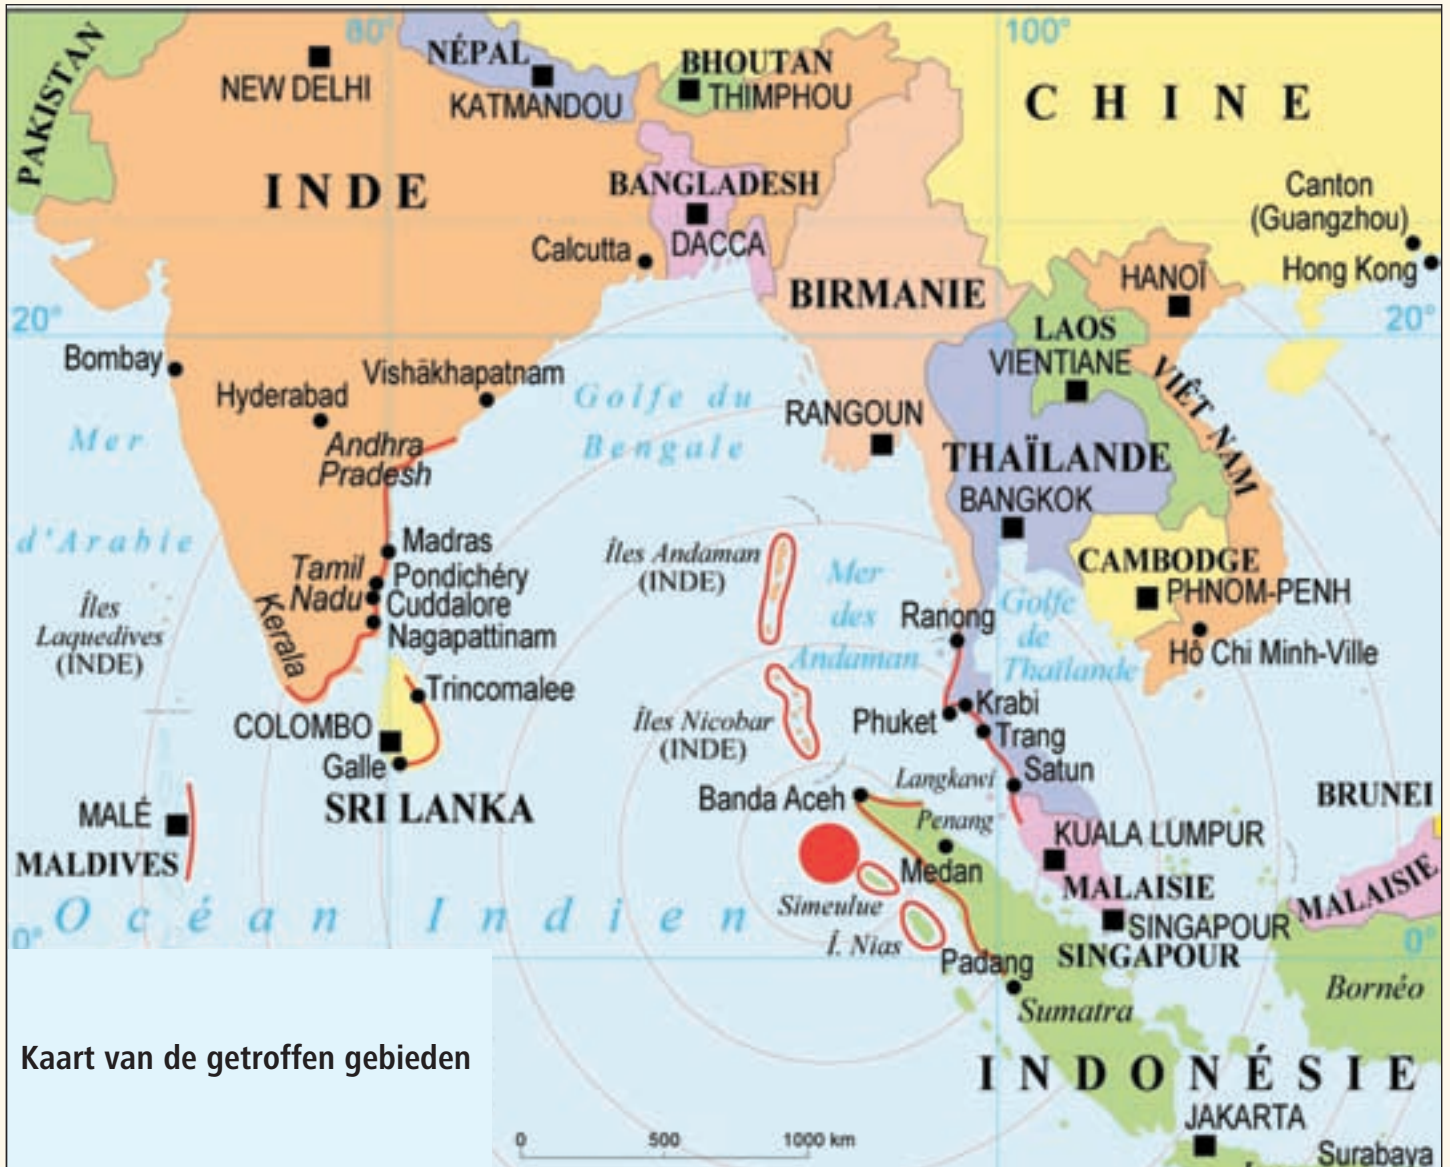 80°
100°
PAKISTAN
NEW DELHI
NÉPAL
KATMANDOU
BHOUTAN
THIMPHOU
CHINE
INDE
BANGLADESH
DACCA
Calcutta
Canton
(Guangzhou)
Hong Kong
HANOÏ
BIRMANIE
20°
20°
LAOS
VIENTIANE
VIÊT NAM
Bombay
Vishākhapatnam
Hyderabad
Golfe du
Bengale
RANGOUN
Mer
d'Arabie
Andhra
Pradesh
THAÏLANDE
BANGKOK
Madras
Îles Andaman
(INDE)
Mer
des
Andaman
CAMBODGE
PHNOM-PENH
Tamil
Nadu
Pondichéry
Cuddalore
Nagapattinam
Kerala
Îles
Laquedives
(INDE)
Ranong
Golfe
de
Thaïlande
Hô Chi Minh-Ville
Trincomalee
COLOMBO
Galle
SRI LANKA
Îles Nicobar
(INDE)
Phuket
Krabi
Trang
Satun
Langkawi
Banda Aceh
Penang
BRUNEI
MALÉ
MALDIVES
KUALA LUMPUR
Medan
MALAISIE
MALAISIE
Océan Indien
Simeulue
SINGAPOUR
SINGAPOUR
0°
0°
Î. Nias
Padang
Bornéo
Sumatra
Kaart van de getroffen gebieden
INDONÉSIE
JAKARTA
Surabaya
0 500 1000 km